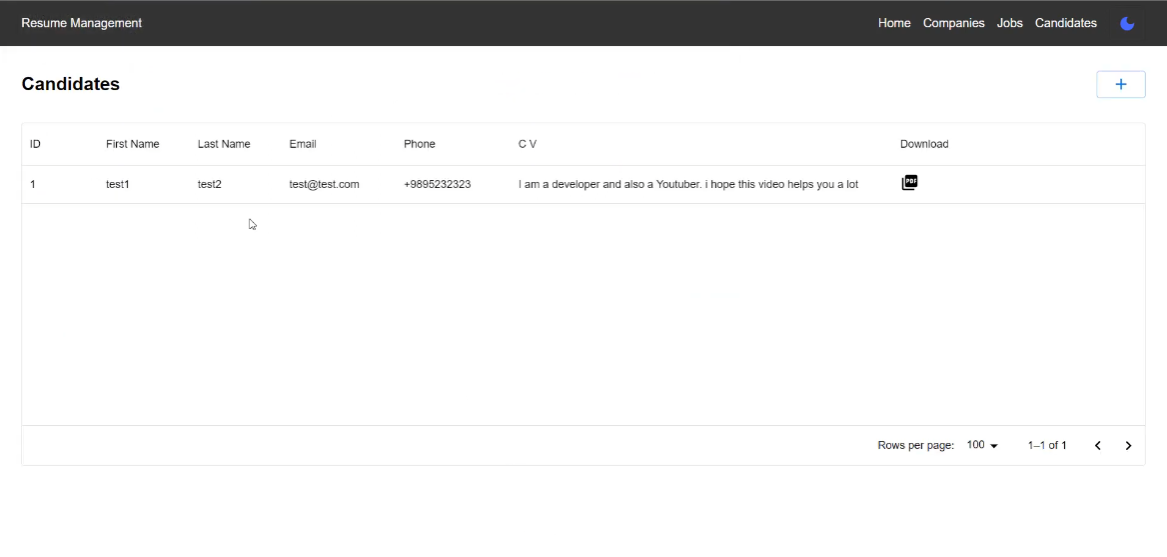 Resume Management Home Companies Jobs Candidates
Candidates
ID First Name Last Name Email Phone C V Download
1 test1 test2 test@test.com +9895232323 I am a developer and also a Youtuber. i hope this video helps you a lot PDF
Rows per page: 100 1–1 of 1